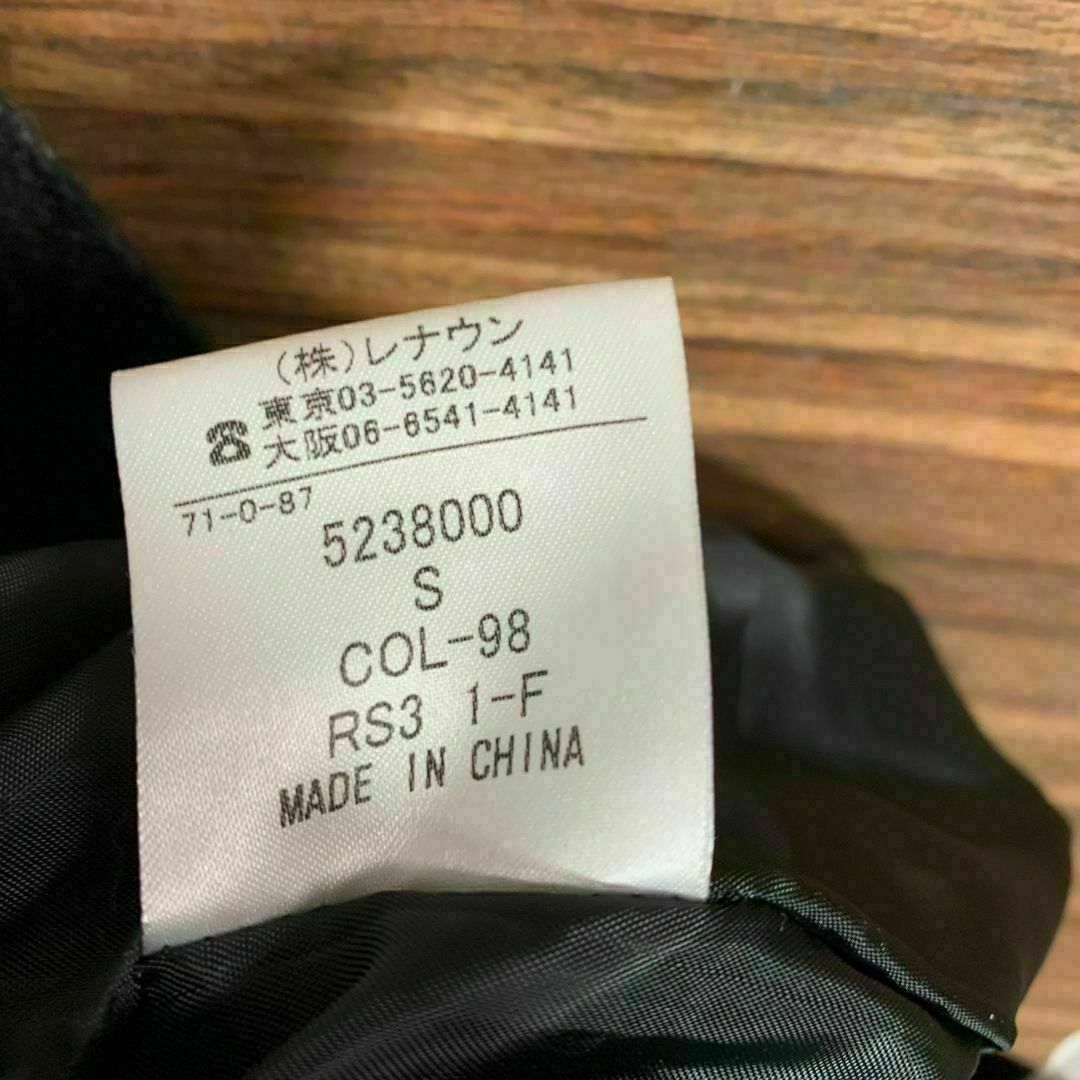 (株)レナウン
☎ 東京03-5620-4141
大阪06-6541-4141
71-0-87
5238000
S
COL-98
RS3 1-F
MADE IN CHINA